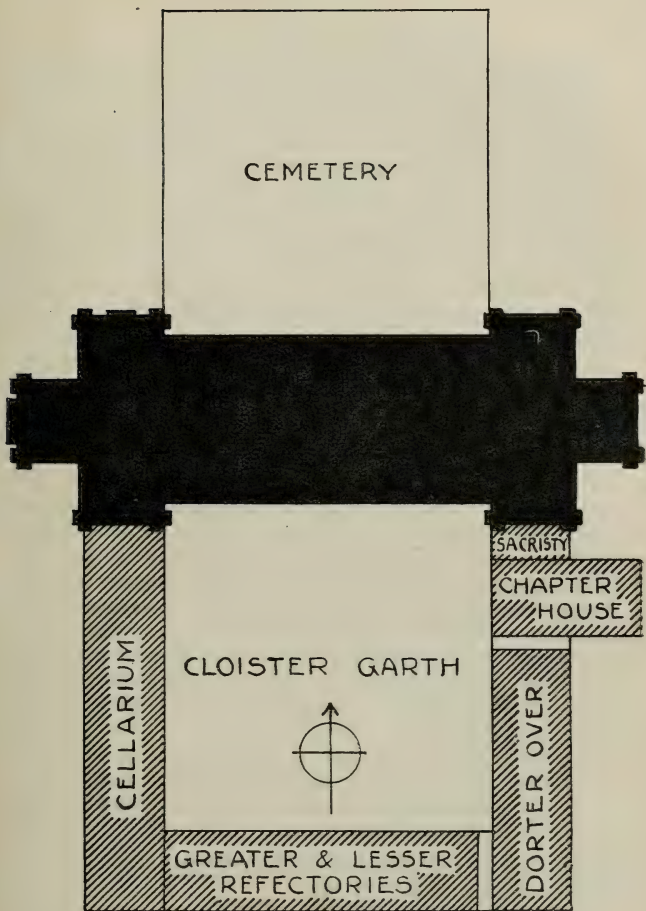 CEMETERY
SACRISTY
CHAPTER
HOUSE
CLOISTER GARTH
CELLARIUM
DORTER OVER
GREATER & LESSER
REFECTORIES